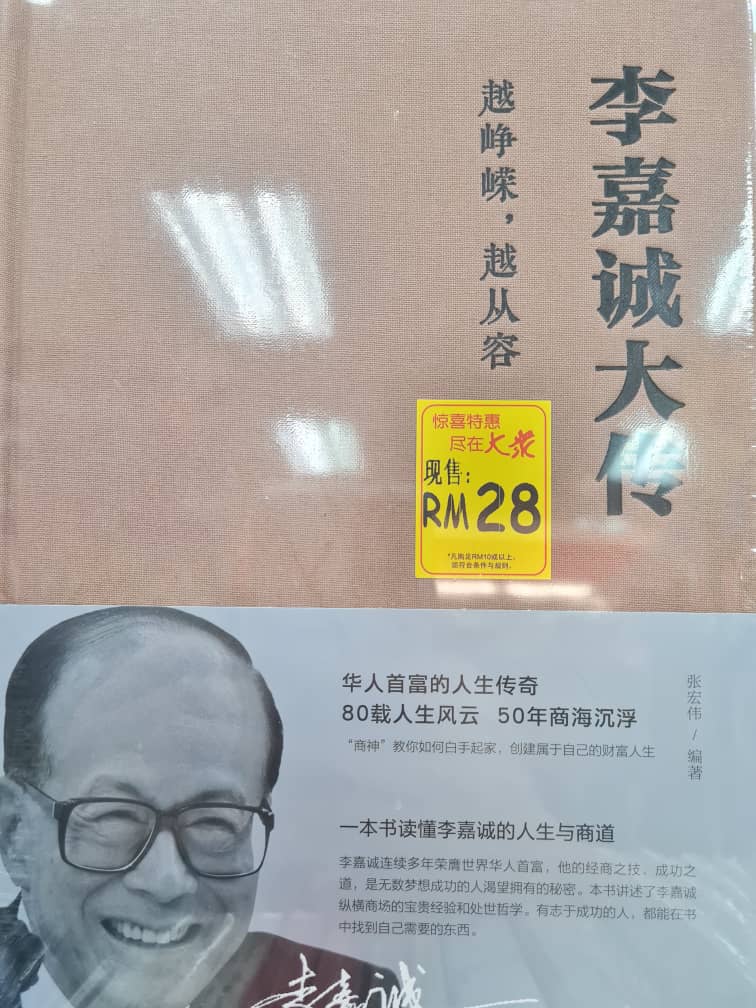 李嘉诚大传
越峥嵘，越从容
惊喜特惠
尽在大众
现售：
RM28
*凡购足RM10或以上，
须符合条件与规则。
华人首富的人生传奇
80载人生风云 50年商海沉浮
“商神”教你如何白手起家，创建属于自己的财富人生
张宏伟/编著
一本书读懂李嘉诚的人生与商道
李嘉诚连续多年荣膺世界华人首富，他的经商之技、成功之
道，是无数梦想成功的人渴望拥有的秘密。本书讲述了李嘉诚
纵横商场的宝贵经验和处世哲学。有志于成功的人，都能在书
中找到自己需要的东西。
李嘉诚